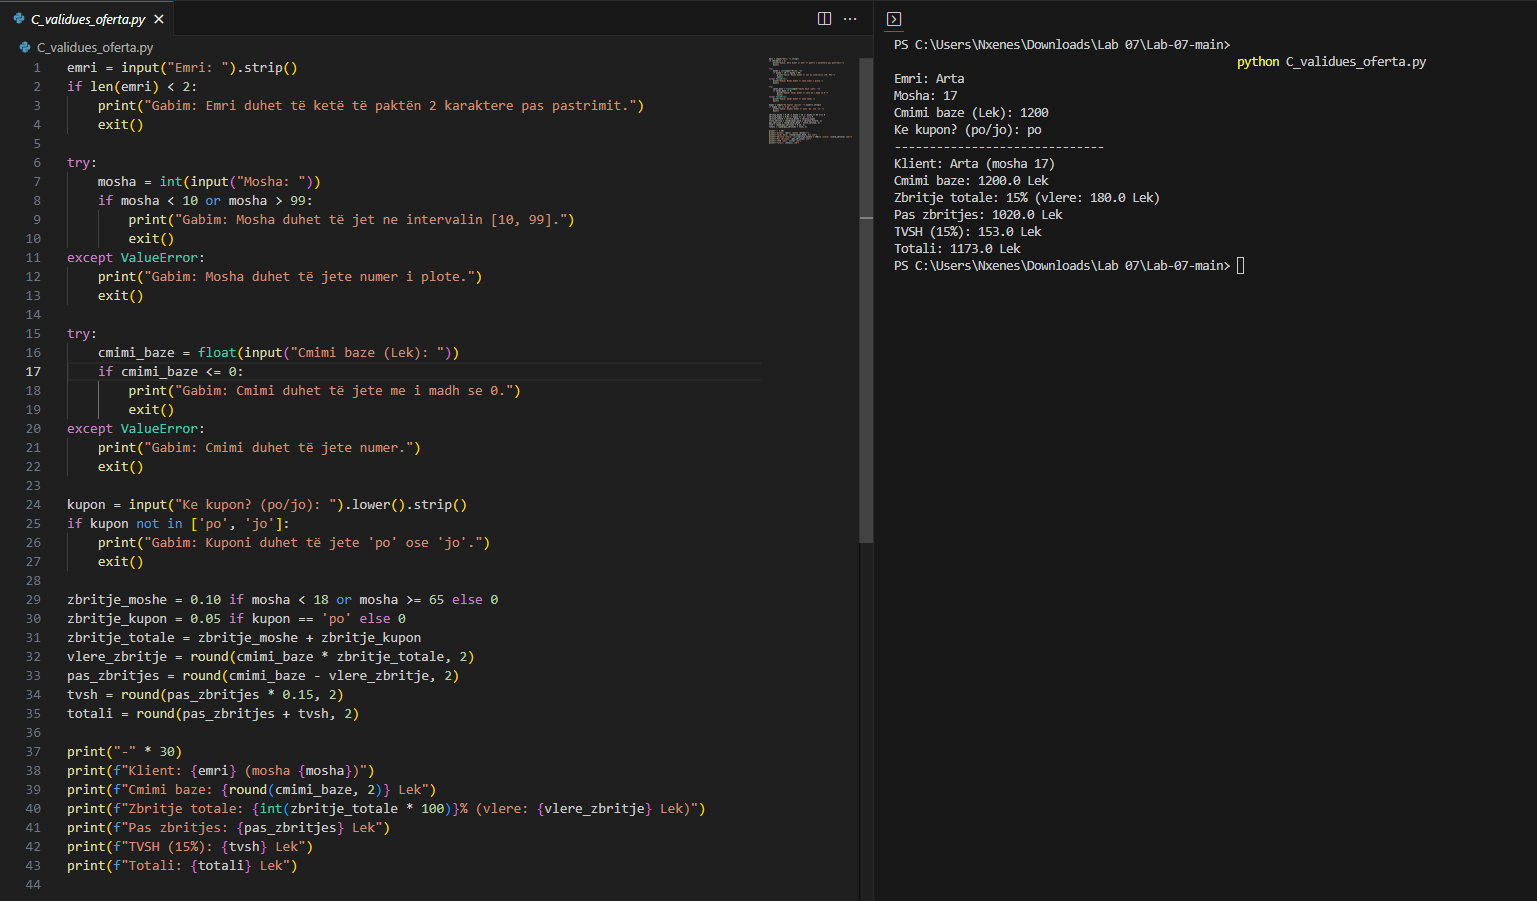 C_validues_oferta.py
C_validues_oferta.py
1 emri = input("Emri: ").strip()
2 if len(emri) < 2:
3     print("Gabim: Emri duhet të ketë të paktën 2 karaktere pas pastrimit.")
4     exit()
5
6 try:
7     mosha = int(input("Mosha: "))
8     if mosha < 10 or mosha > 99:
9         print("Gabim: Mosha duhet të jet ne intervalin [10, 99].")
10         exit()
11 except ValueError:
12     print("Gabim: Mosha duhet të jete numer i plote.")
13     exit()
14
15 try:
16     cmimi_baze = float(input("Cmimi baze (Lek): "))
17     if cmimi_baze <= 0:
18         print("Gabim: Cmimi duhet të jete me i madh se 0.")
19         exit()
20 except ValueError:
21     print("Gabim: Cmimi duhet të jete numer.")
22     exit()
23
24 kupon = input("Ke kupon? (po/jo): ").lower().strip()
25 if kupon not in ['po', 'jo']:
26     print("Gabim: Kuponi duhet të jete 'po' ose 'jo'.")
27     exit()
28
29 zbritje_moshe = 0.10 if mosha < 18 or mosha >= 65 else 0
30 zbritje_kupon = 0.05 if kupon == 'po' else 0
31 zbritje_totale = zbritje_moshe + zbritje_kupon
32 vlere_zbritje = round(cmimi_baze * zbritje_totale, 2)
33 pas_zbritjes = round(cmimi_baze - vlere_zbritje, 2)
34 tvsh = round(pas_zbritjes * 0.15, 2)
35 totali = round(pas_zbritjes + tvsh, 2)
36
37 print("-" * 30)
38 print(f"Klient: {emri} (mosha {mosha})")
39 print(f"Cmimi baze: {round(cmimi_baze, 2)} Lek")
40 print(f"Zbritje totale: {int(zbritje_totale * 100)}% (vlere: {vlere_zbritje} Lek)")
41 print(f"Pas zbritjes: {pas_zbritjes} Lek")
42 print(f"TVSH (15%): {tvsh} Lek")
43 print(f"Totali: {totali} Lek")
44
PS C:\Users\Nxenes\Downloads\Lab 07\Lab-07-main>
python C_validues_oferta.py
Emri: Arta
Mosha: 17
Cmimi baze (Lek): 1200
Ke kupon? (po/jo): po
------------------------------
Klient: Arta (mosha 17)
Cmimi baze: 1200.0 Lek
Zbritje totale: 15% (vlere: 180.0 Lek)
Pas zbritjes: 1020.0 Lek
TVSH (15%): 153.0 Lek
Totali: 1173.0 Lek
PS C:\Users\Nxenes\Downloads\Lab 07\Lab-07-main>